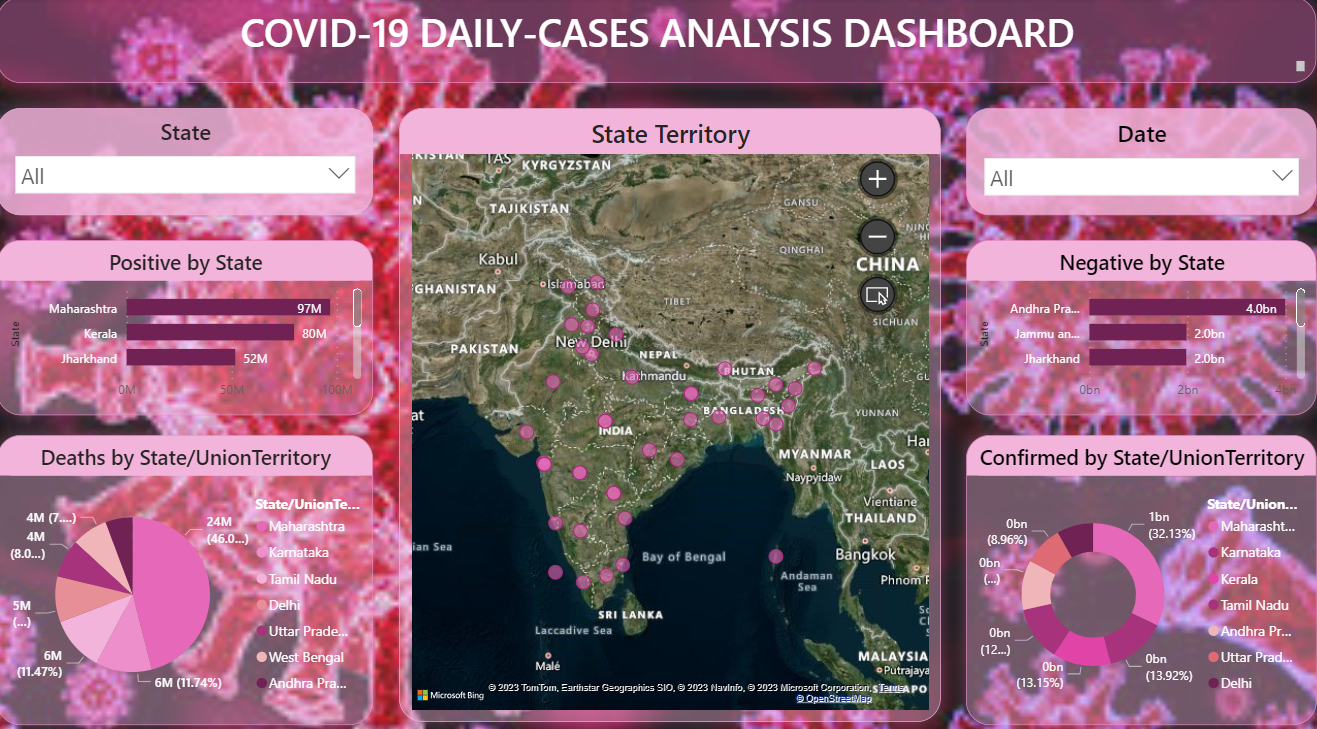 COVID-19 DAILY-CASES ANALYSIS DASHBOARD
State
All
Positive by State
State
Maharashtra
97M
Kerala
80M
Jharkhand
52M
0M
50M
100M
Deaths by State/UnionTerritory
4M (7....)
4M
(8.0...)
5M
(...)
6M
(11.47%)
6M (11.74%)
24M
(46.0...)
State/UnionTe...
Maharashtra
Karnataka
Tamil Nadu
Delhi
Uttar Prade...
West Bengal
Andhra Pra...
State Territory
TAS
KYRGYZSTAN
TAJIKISTAN
GANSU
QINGHAI
Kabul
CHINA
Islamabad
GHANISTAN
TIBET
SICHUAN
New Delhi
PAKISTAN
NEPAL
Kathmandu
BHUTAN
BANGLADESH
YUNNAN
at
INDIA
Har
MYANMAR
LAOS
Naypyidaw
Vientiane
THAILAND
ian Sea
Bay of Bengal
Bangkok
Andaman
Sea
Phnom F
SRI LANKA
Laccadive Sea
Malé
MALAYSIA
Putrajaya
Microsoft Bing
© 2023 TomTom, Earthstar Geographics SIO, © 2023 NavInfo, © 2023 Microsoft Corporation, Terms
© OpenStreetMap
Date
All
Negative by State
State
Andhra Pra...
4.0bn
Jammu an...
2.0bn
Jharkhand
2.0bn
0bn
2bn
4bn
Confirmed by State/UnionTerritory
0bn
(8.96%)
0bn
(...)
0bn
(12...)
0bn
(13.15%)
0bn
(13.92%)
1bn
(32.13%)
State/Union...
Maharasht...
Karnataka
Kerala
Tamil Nadu
Andhra Pr...
Uttar Prad...
Delhi